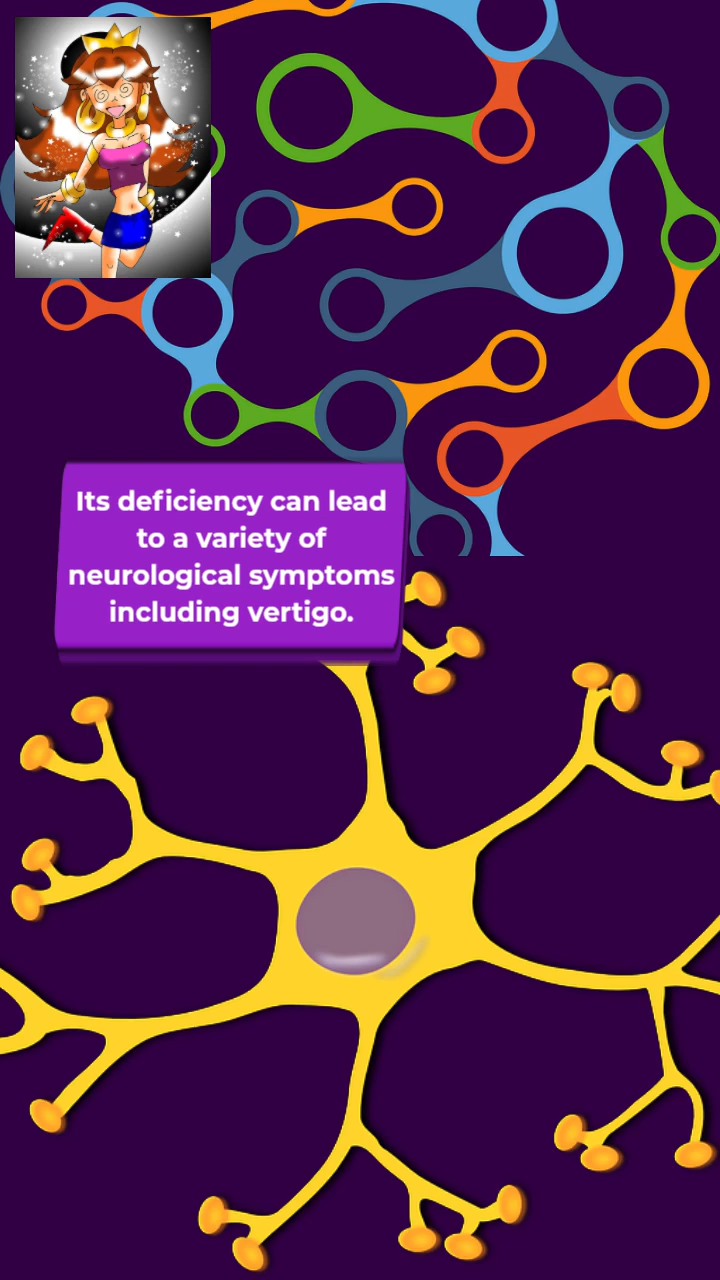 Its deficiency can lead
to a variety of
neurological symptoms
including vertigo.